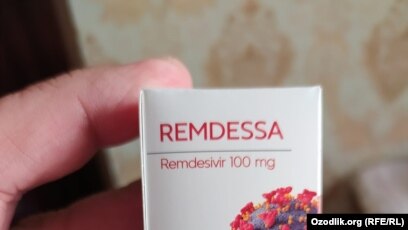 REMDESSA
Remdesivir 100 mg
Ozodlik.org (RFE/RL)